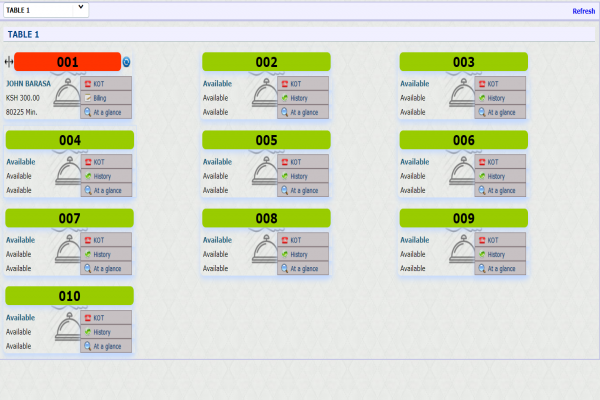 TABLE 1
Refresh
TABLE 1
001 002 003
JOHN BARASA KOT Available KOT Available KOT
KSH 300.00 Billing Available History Available History
80225 Min. At a glance Available At a glance Available At a glance
004 005 006
Available KOT Available KOT Available KOT
Available History Available History Available History
Available At a glance Available At a glance Available At a glance
007 008 009
Available KOT Available KOT Available KOT
Available History Available History Available History
Available At a glance Available At a glance Available At a glance
010
Available KOT
Available History
Available At a glance